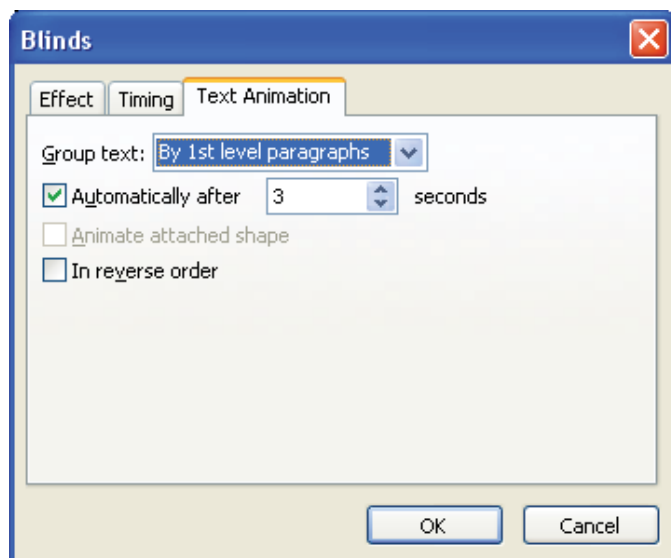 Blinds
Effect Timing Text Animation
Group text: By 1st level paragraphs
Automatically after 3 seconds
Animate attached shape
In reverse order
OK Cancel